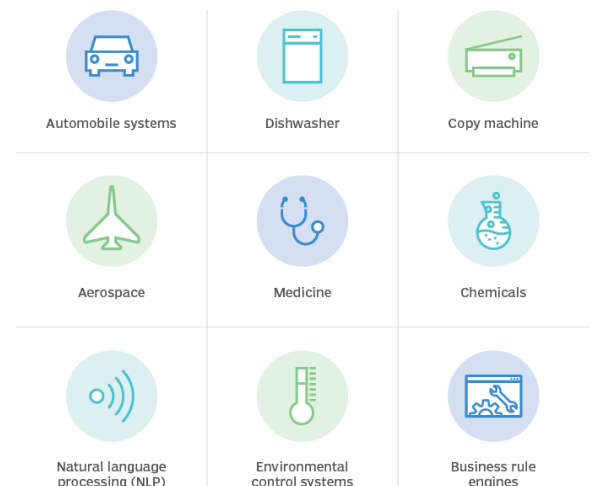 Automobile systems
Dishwasher
Copy machine
Aerospace
Medicine
Chemicals
Natural language
processing (NLP)
Environmental
control systems
Business rule
engines